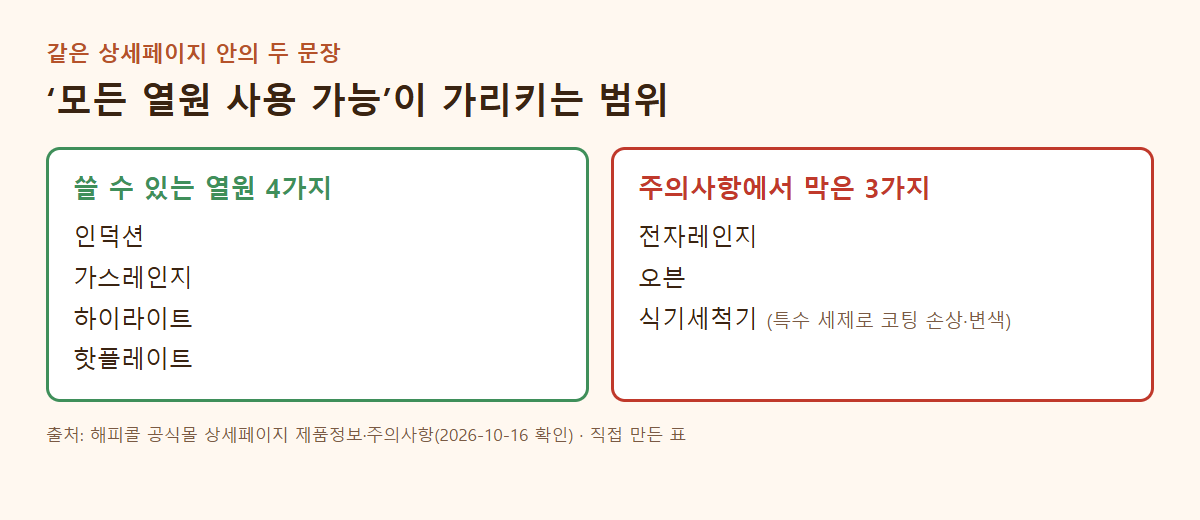 같은 상세페이지 안의 두 문장
‘모든 열원 사용 가능’이 가리키는 범위
쓸 수 있는 열원 4가지
인덕션
가스레인지
하이라이트
핫플레이트
주의사항에서 막은 3가지
전자레인지
오븐
식기세척기 (특수 세제로 코팅 손상·변색)
출처: 해피콜 공식몰 상세페이지 제품정보·주의사항(2026-10-16 확인) · 직접 만든 표